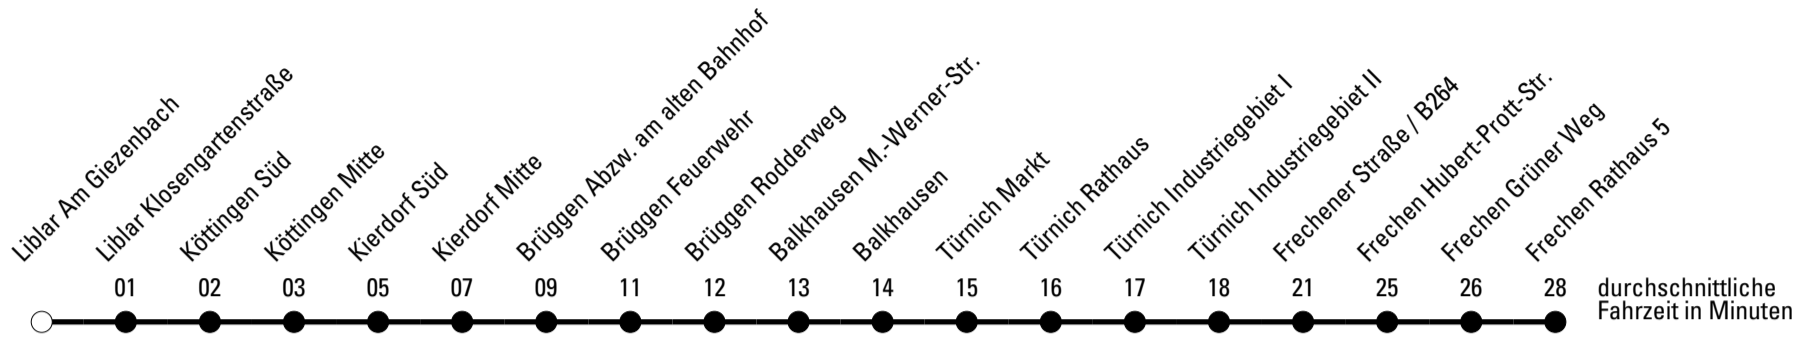 Liblar Am Giezenbach
Liblar Klosengartenstraße
Köttingen Süd
Köttingen Mitte
Kierdorf Süd
Kierdorf Mitte
Brüggen Abzw. am alten Bahnhof
Brüggen Feuerwehr
Brüggen Rodderweg
Balkhausen M.-Werner-Str.
Balkhausen
Türnich Markt
Türnich Rathaus
Türnich Industriegebiet I
Türnich Industriegebiet II
Frechener Straße / B264
Frechen Hubert-Prott-Str.
Frechen Grüner Weg
Frechen Rathaus 5
01 02 03 05 07 09 11 12 13 14 15 16 17 18 21 25 26 28
durchschnittliche
Fahrzeit in Minuten